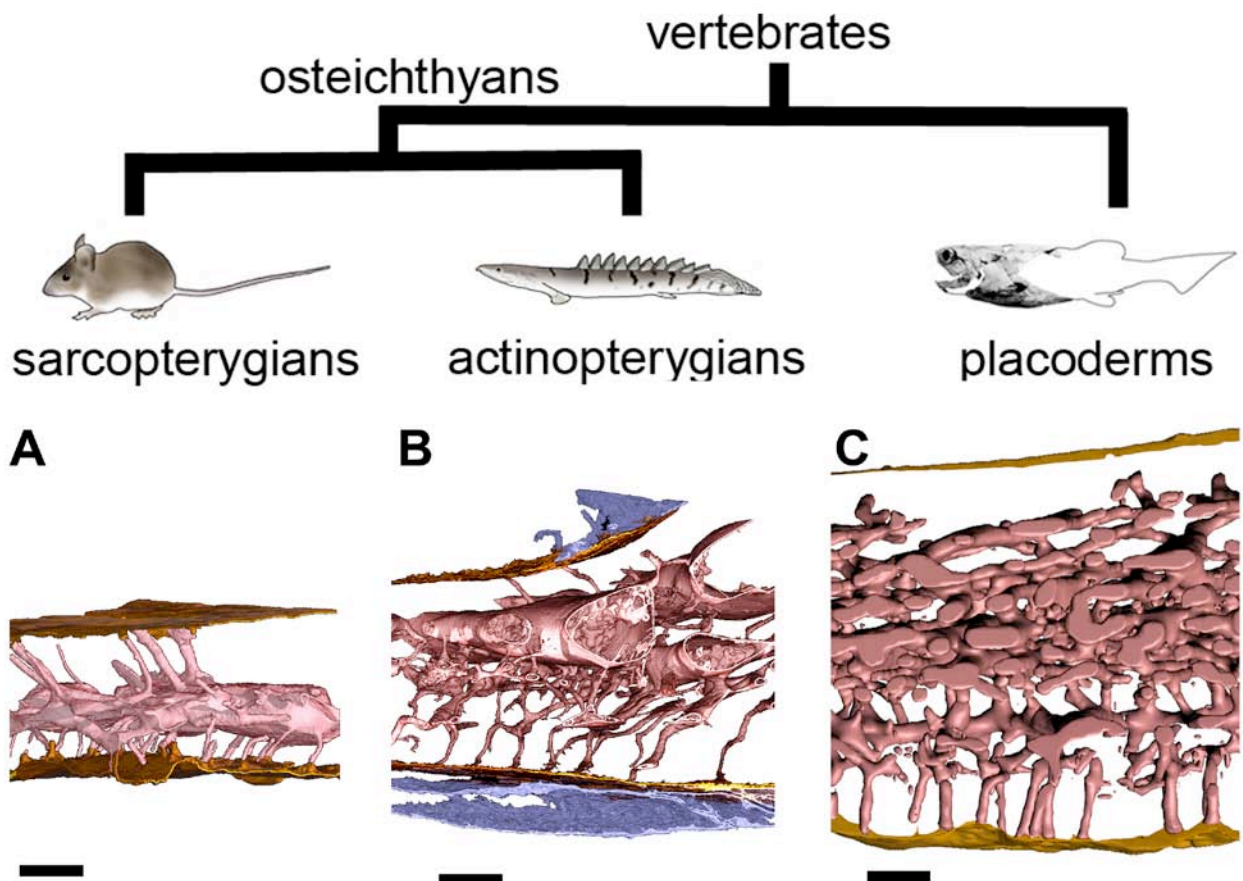 vertebrates
osteichthyans
sarcopterygians
actinopterygians
placoderms
A
B
C